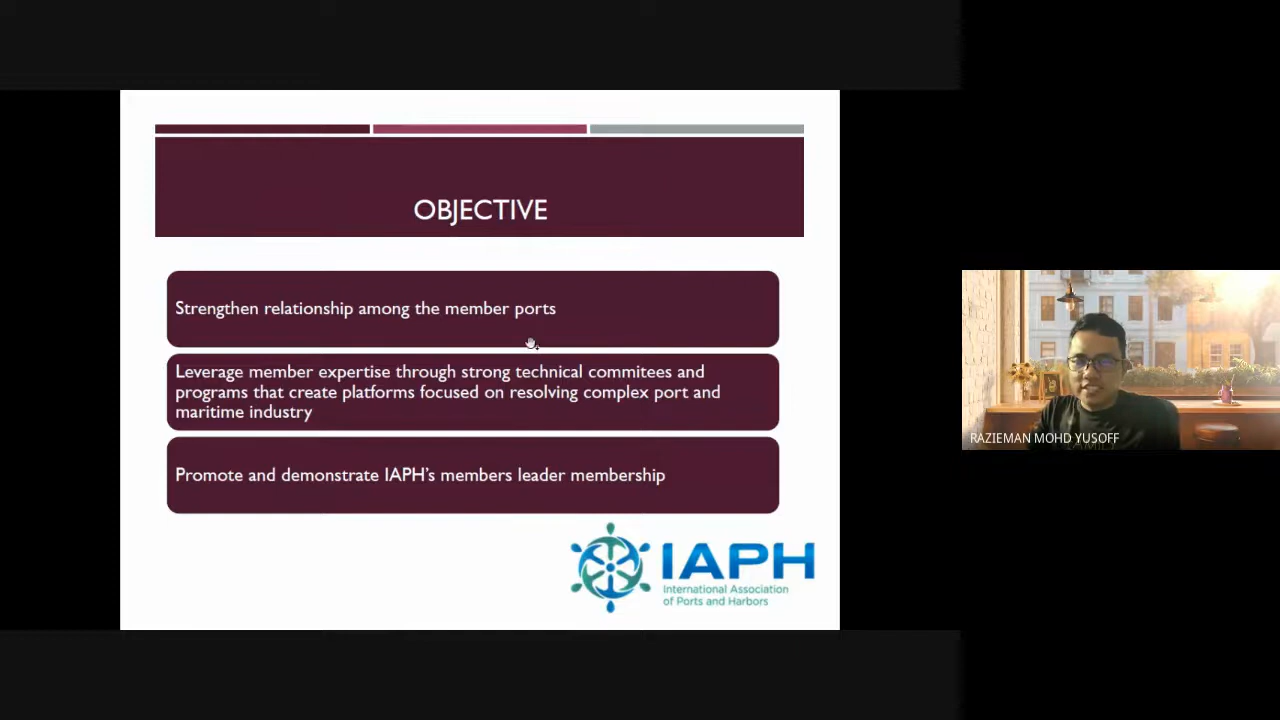 OBJECTIVE
Strengthen relationship among the member ports
Leverage member expertise through strong technical commitees and
programs that create platforms focused on resolving complex port and
maritime industry
Promote and demonstrate IAPH's members leader membership
IAPH
International Association
of Ports and Harbors
RAZIEMAN MOHD YUSOFF